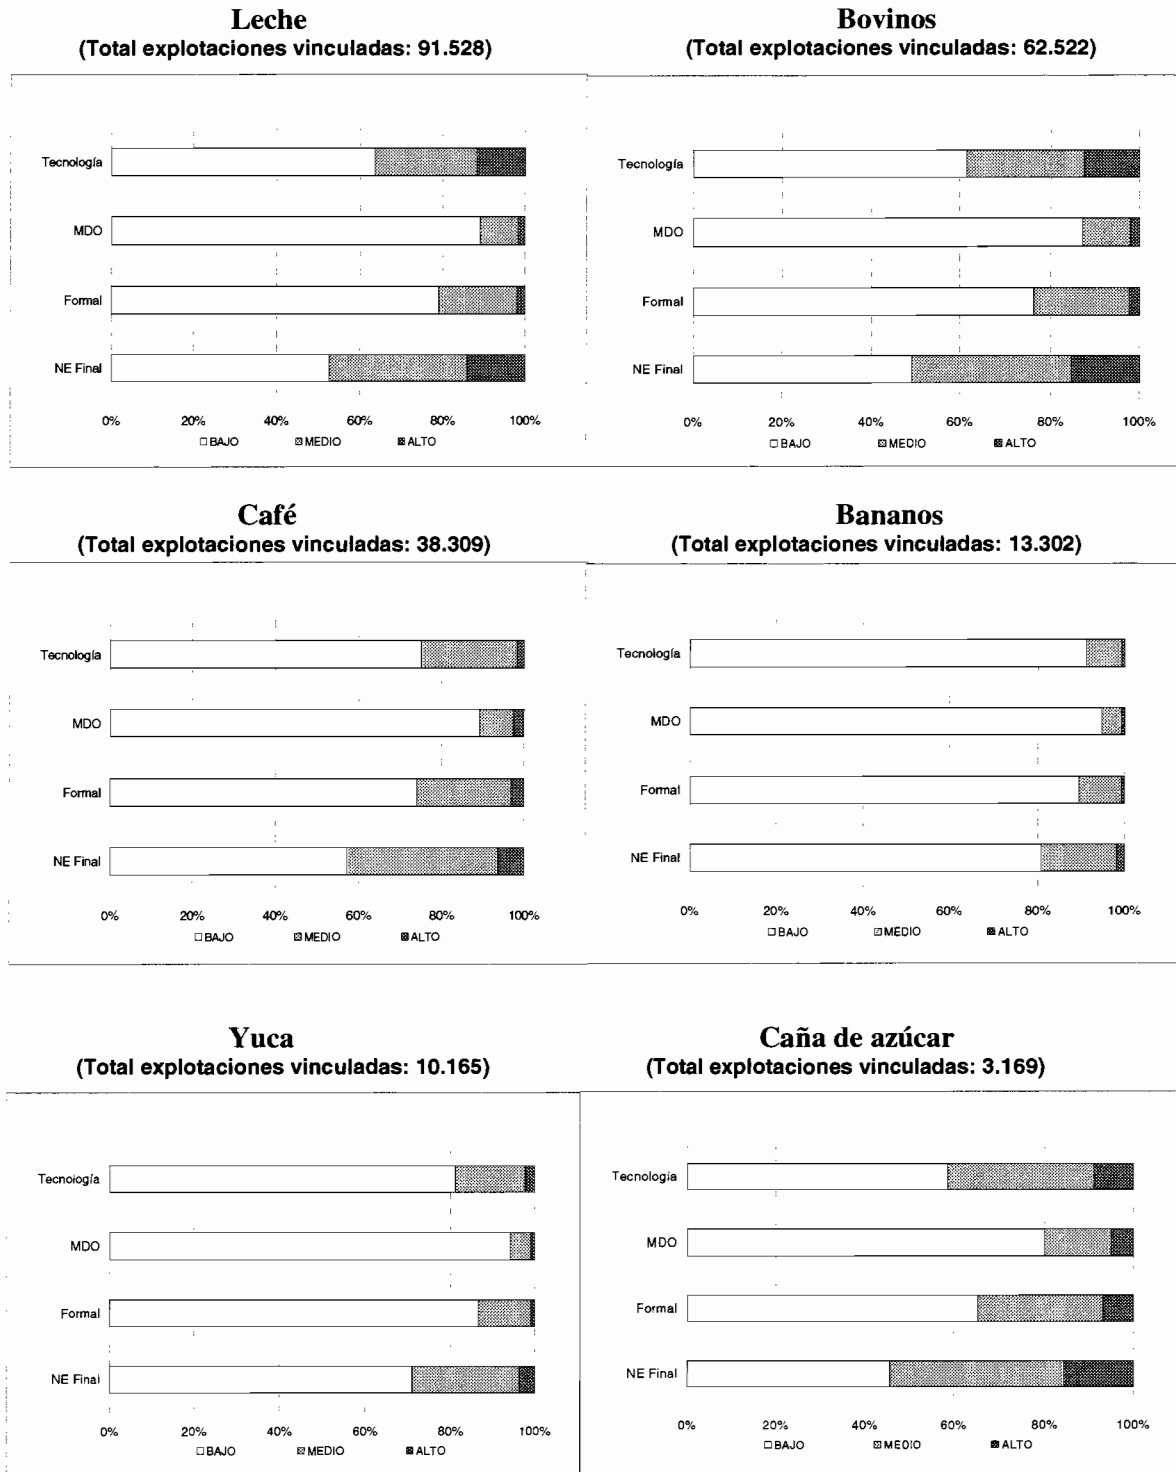 Leche
(Total explotaciones vinculadas: 91.528)
Tecnología
MDO
Formal
NE Final
0% 20% 40% 60% 80% 100%
BAJO MEDIO ALTO
Bovinos
(Total explotaciones vinculadas: 62.522)
Tecnología
MDO
Formal
NE Final
0% 20% 40% 60% 80% 100%
BAJO MEDIO ALTO
Café
(Total explotaciones vinculadas: 38.309)
Tecnología
MDO
Formal
NE Final
0% 20% 40% 60% 80% 100%
BAJO MEDIO ALTO
Bananos
(Total explotaciones vinculadas: 13.302)
Tecnología
MDO
Formal
NE Final
0% 20% 40% 60% 80% 100%
BAJO MEDIO ALTO
Yuca
(Total explotaciones vinculadas: 10.165)
Tecnología
MDO
Formal
NE Final
0% 20% 40% 60% 80% 100%
BAJO MEDIO ALTO
Caña de azúcar
(Total explotaciones vinculadas: 3.169)
Tecnología
MDO
Formal
NE Final
0% 20% 40% 60% 80% 100%
BAJO MEDIO ALTO